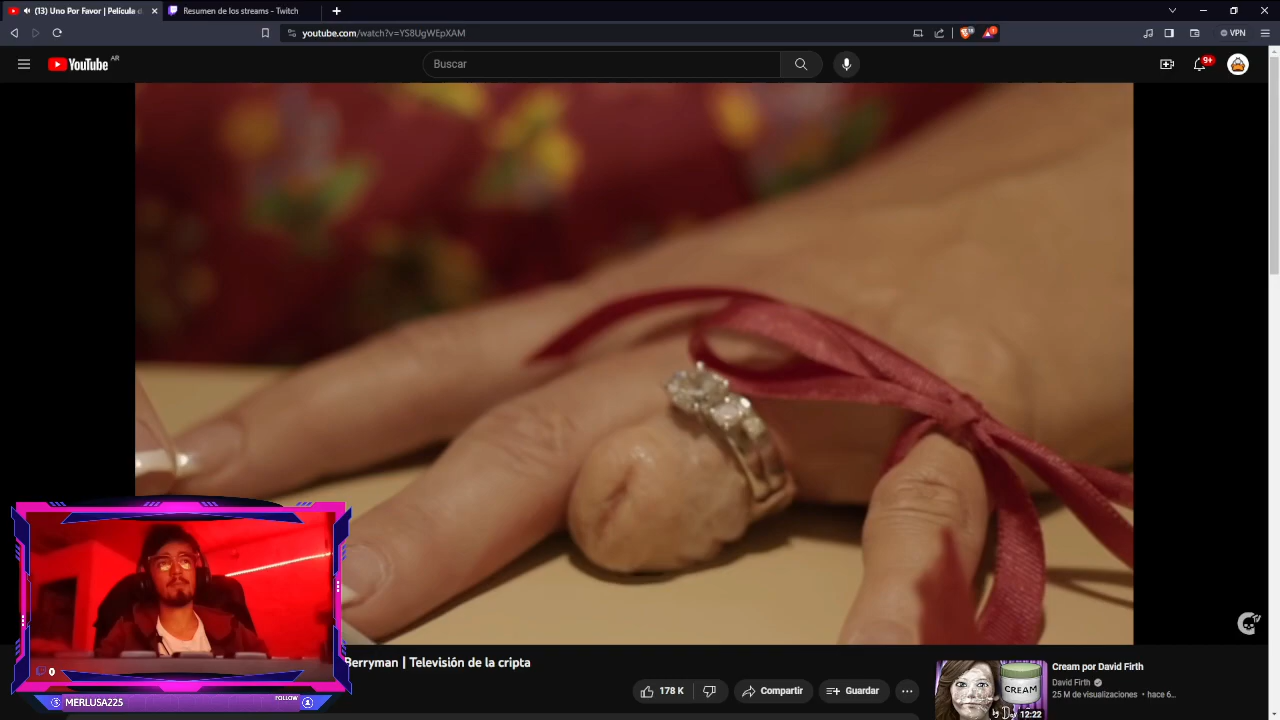 (13) Uno Por Favor | Película d
Resumen de los streams - Twitch
youtube.com/watch?v=YS8UgWEpXAM
VPN
YouTube AR
Buscar
9+
Berryman | Televisión de la cripta
178 K
Compartir
Guardar
CREAM
12:22
Cream por David Firth
David Firth
25 M de visualizaciones • hace 6...
0
FOLLOW
MERLUSA225